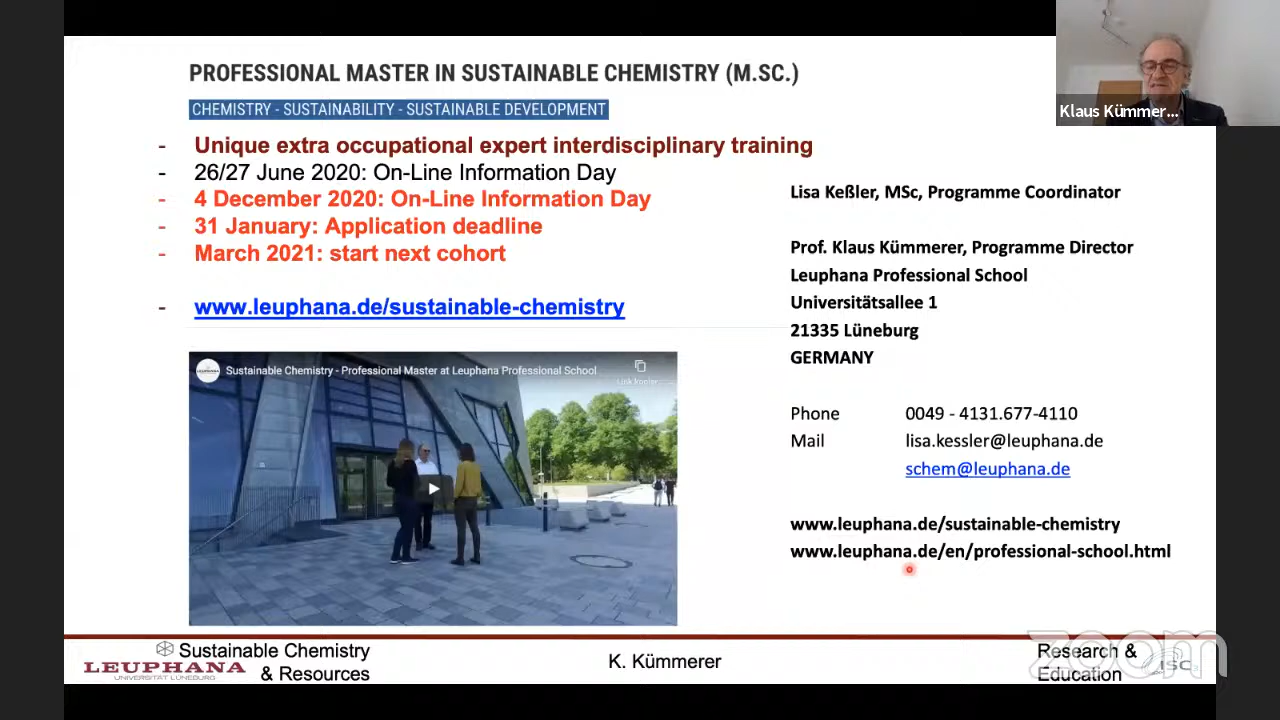 PROFESSIONAL MASTER IN SUSTAINABLE CHEMISTRY (M.SC.)
CHEMISTRY - SUSTAINABILITY - SUSTAINABLE DEVELOPMENT
- Unique extra occupational expert interdisciplinary training
- 26/27 June 2020: On-Line Information Day
- 4 December 2020: On-Line Information Day
- 31 January: Application deadline
- March 2021: start next cohort
- www.leuphana.de/sustainable-chemistry
Sustainable Chemistry - Professional Master at Leuphana Professional School
Klaus Kümmer...
Lisa Keßler, MSc, Programme Coordinator
Prof. Klaus Kümmerer, Programme Director
Leuphana Professional School
Universitätsallee 1
21335 Lüneburg
GERMANY
Phone 0049 - 4131.677-4110
Mail lisa.kessler@leuphana.de
schem@leuphana.de
www.leuphana.de/sustainable-chemistry
www.leuphana.de/en/professional-school.html
LEUPHANA
UNIVERSITÄT LÜNEBURG
Sustainable Chemistry
& Resources
K. Kümmerer
Research &
Education
zoom